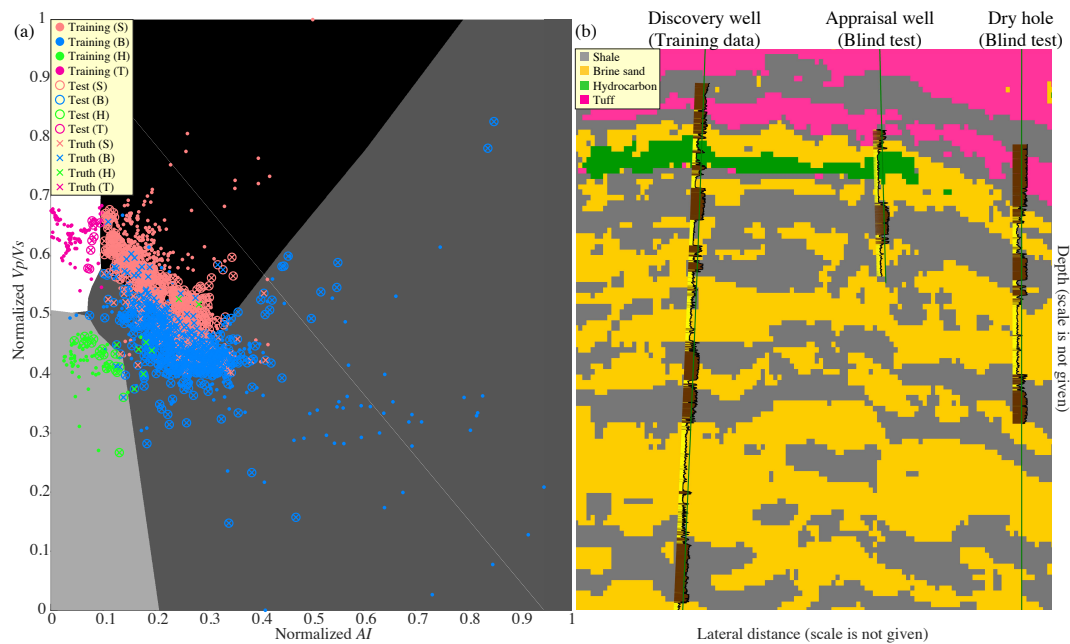 (a)
Training (S)
Training (B)
Training (H)
Training (T)
Test (S)
Test (B)
Test (H)
Test (T)
Truth (S)
Truth (B)
Truth (H)
Truth (T)
1
0.9
0.8
0.7
0.6
0.5
0.4
0.3
0.2
0.1
0
Normalized Vp/Vs
0
0.1
0.2
0.3
0.4
0.5
0.6
0.7
0.8
0.9
1
Normalized AI
(b)
Discovery well
(Training data)
Appraisal well
(Blind test)
Dry hole
(Blind test)
Shale
Brine sand
Hydrocarbon
Tuff
Depth (scale is not given)
Lateral distance (scale is not given)